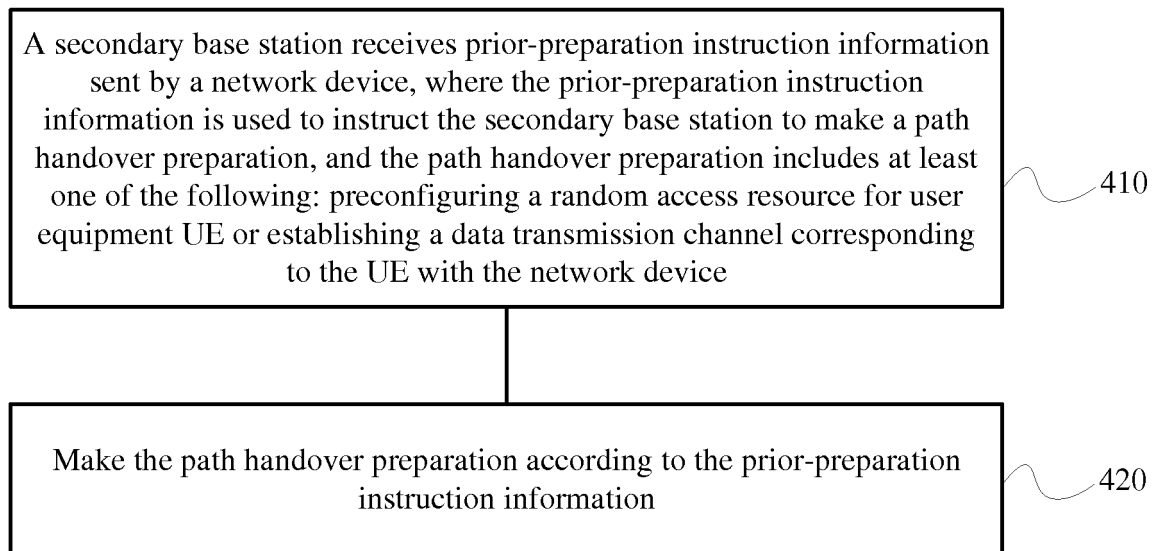 A secondary base station receives prior-preparation instruction information
sent by a network device, where the prior-preparation instruction
information is used to instruct the secondary base station to make a path
handover preparation, and the path handover preparation includes at least
one of the following: preconfiguring a random access resource for user
equipment UE or establishing a data transmission channel corresponding
to the UE with the network device
410
Make the path handover preparation according to the prior-preparation
instruction information
420